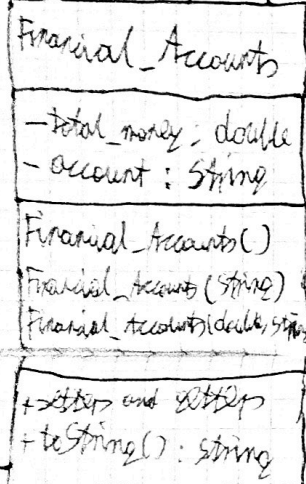 Financial_Accounts
- total_money : double
- account : String
Financial_Accounts()
Financial_Accounts(String)
Financial_Accounts(double, string
+ setters and getters
+ toString() : string